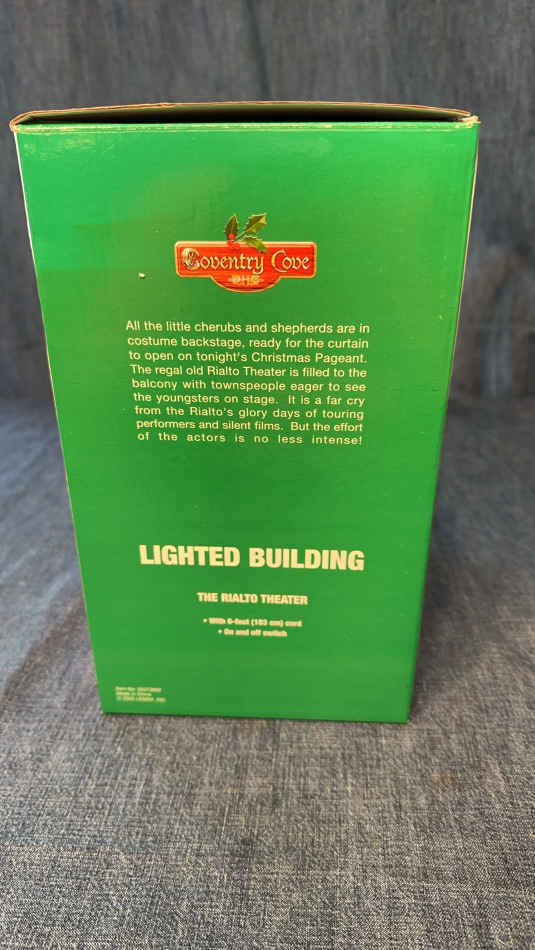 Coventry Cove
All the little cherubs and shepherds are in
costume backstage, ready for the curtain
to open on tonight's Christmas Pageant.
The regal old Rialto Theater is filled to the
balcony with townspeople eager to see
the youngsters on stage. It is a far cry
from the Rialto's glory days of touring
performers and silent films. But the effort
of the actors is no less intense!
LIGHTED BUILDING
THE RIALTO THEATER
• With 6-foot (183 cm) cord
• On and off switch
Made in China